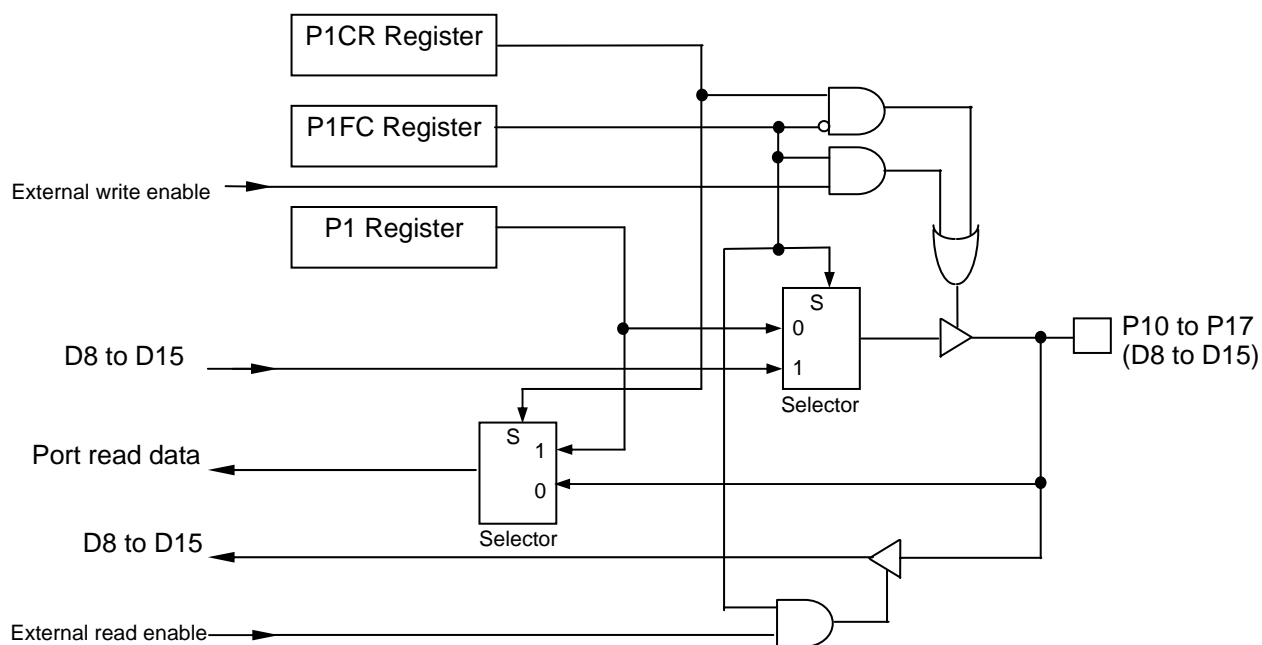 P1CR Register
P1FC Register
External write enable
P1 Register
S
0
1
Selector
P10 to P17
(D8 to D15)
D8 to D15
S
1
0
Selector
Port read data
D8 to D15
External read enable